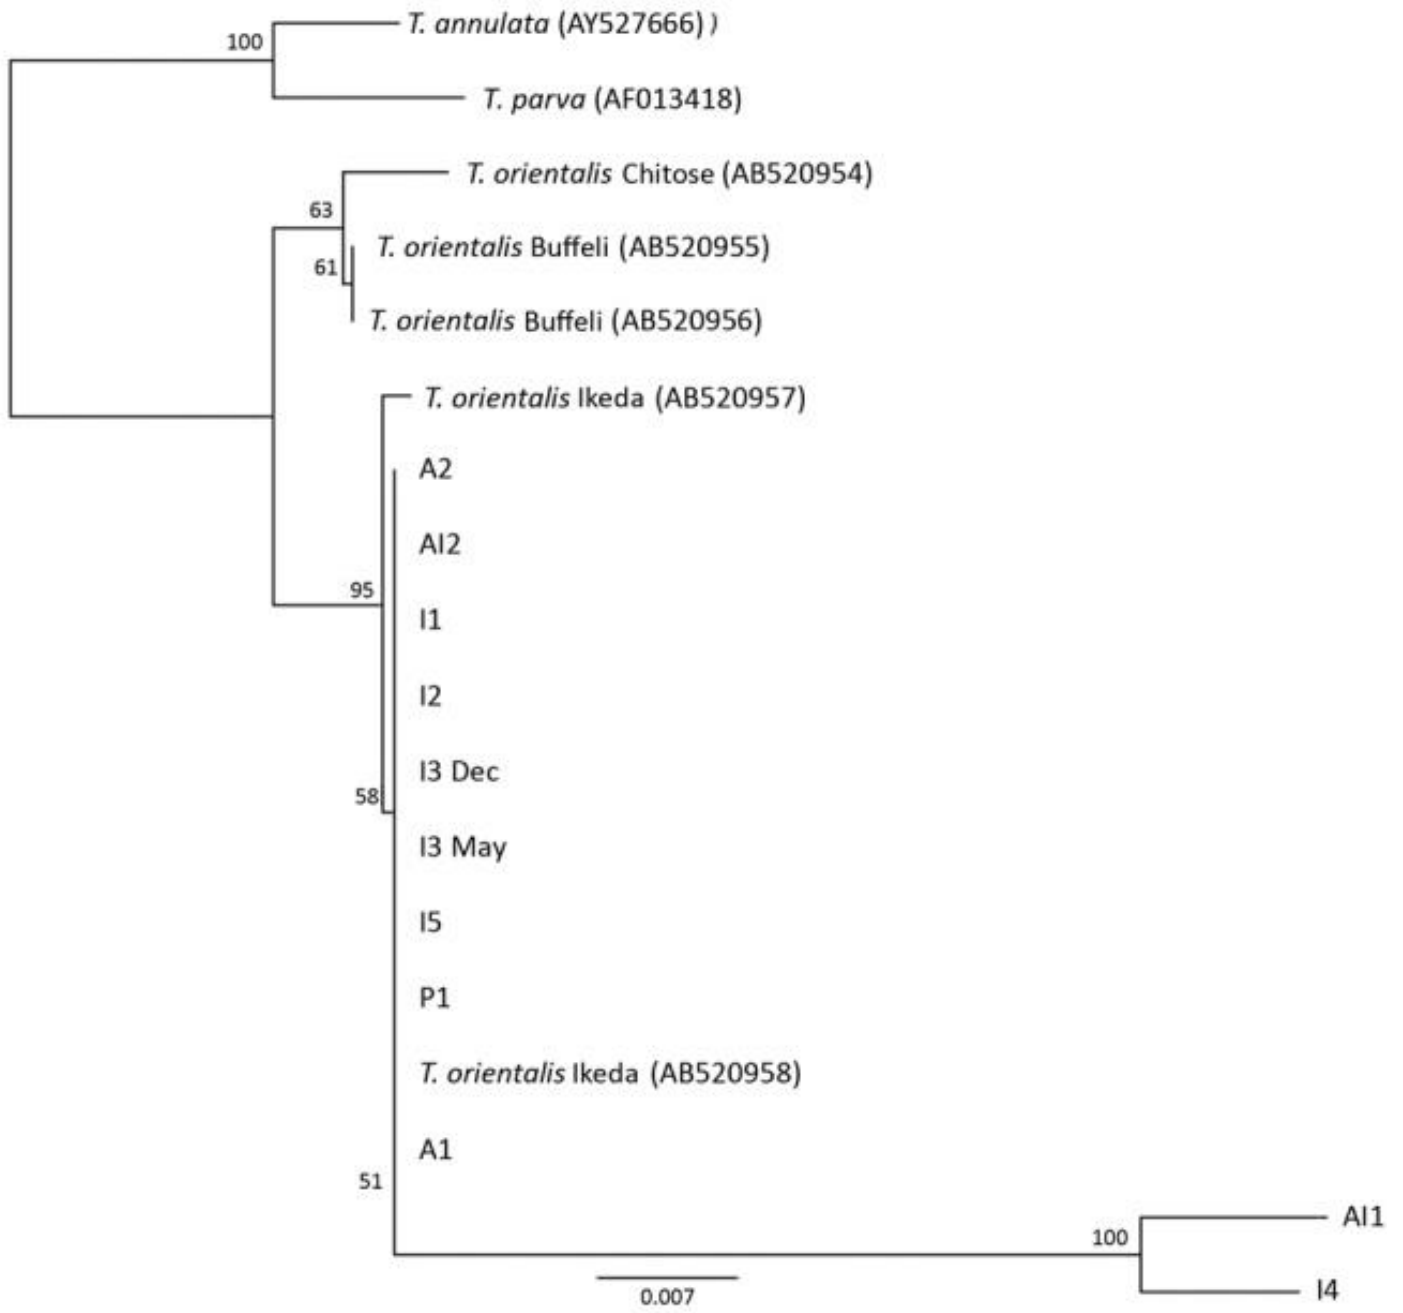 T. annulata (AY527666) )
100
T. parva (AF013418)
T. orientalis Chitose (AB520954)
63
T. orientalis Buffeli (AB520955)
61
T. orientalis Buffeli (AB520956)
T. orientalis Ikeda (AB520957)
A2
AI2
I1
95
I2
I3 Dec
58
I3 May
I5
P1
T. orientalis Ikeda (AB520958)
A1
51
AI1
100
I4
0.007